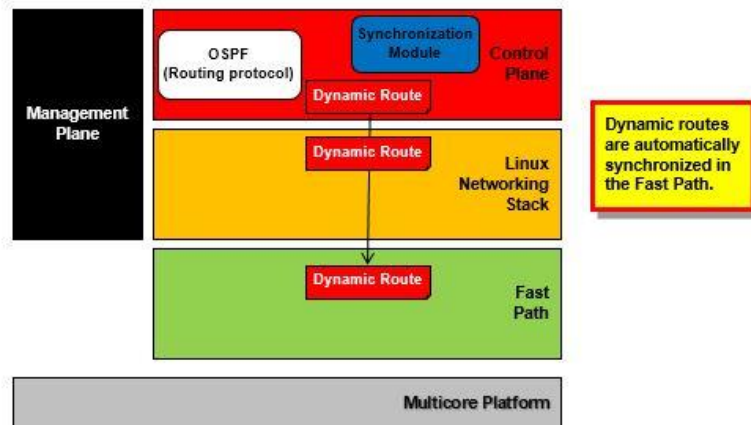 OSPF
(Routing protocol)
Synchronization
Module
Control
Plane
Dynamic Route
Management
Plane
Dynamic Route
Linux
Networking
Stack
Dynamic routes
are automatically
synchronized in
the Fast Path.
Dynamic Route
Fast
Path
Multicore Platform